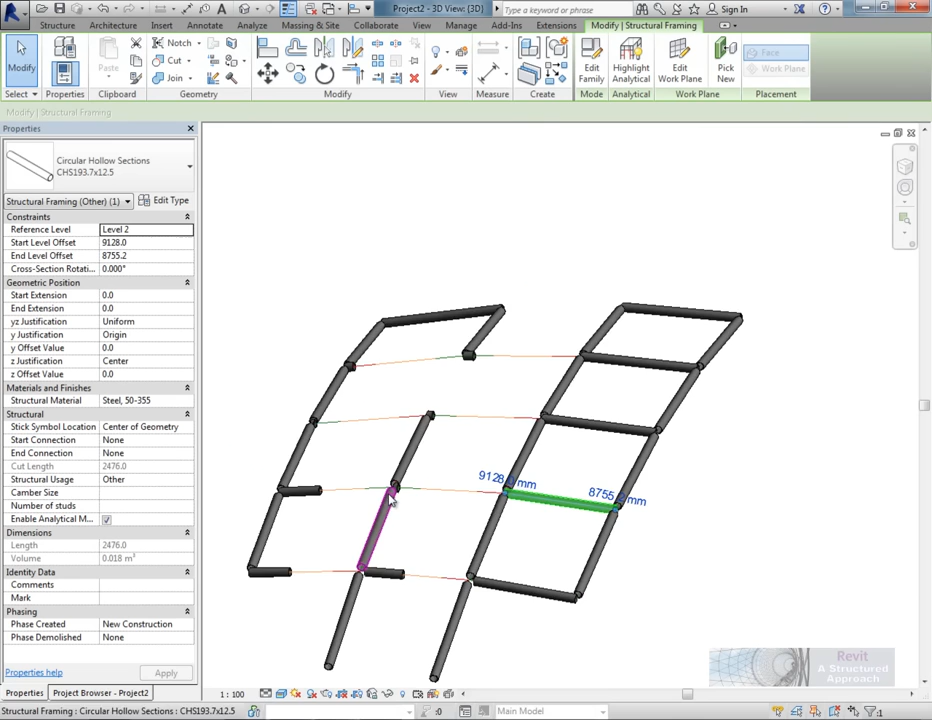 Project2 - 3D View: {3D}
Type a keyword or phrase
Sign In
Structure Architecture Insert Annotate Analyze Massing & Site Collaborate View Manage Add-Ins Extensions Modify | Structural Framing
Modify
Properties
Paste
Notch
Cut
Join
Edit
Family
Highlight
Analytical
Edit
Work Plane
Pick
New
Face
Work Plane
Select Properties Clipboard Geometry Modify View Measure Create Mode Analytical Work Plane Placement
Modify | Structural Framing
Properties
Circular Hollow Sections
CHS193.7x12.5
Structural Framing (Other) (1) Edit Type
Constraints
Reference Level Level 2
Start Level Offset 9128.0
End Level Offset 8755.2
Cross-Section Rotati... 0.000°
Geometric Position
Start Extension 0.0
End Extension 0.0
yz Justification Uniform
y Justification Origin
y Offset Value 0.0
z Justification Center
z Offset Value 0.0
Materials and Finishes
Structural Material Steel, 50-355
Structural
Stick Symbol Location Center of Geometry
Start Connection None
End Connection None
Cut Length 2476.0
Structural Usage Other
Camber Size
Number of studs
Enable Analytical M...
Dimensions
Length 2476.0
Volume 0.018 m³
Identity Data
Comments
Mark
Phasing
Phase Created New Construction
Phase Demolished None
Properties help Apply
Properties Project Browser - Project2
mm
mm
Revit
A Structured
Approach
1 : 100
Structural Framing : Circular Hollow Sections : CHS193.7x12.5
:0
Main Model
:1